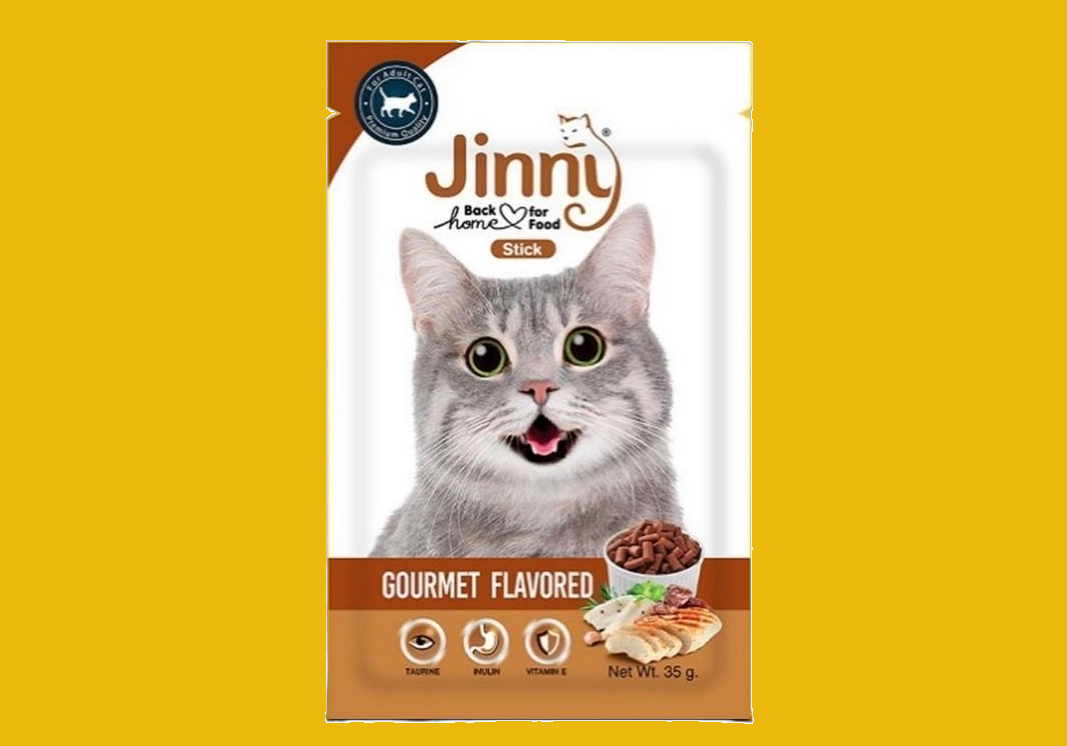 For Adult Cat
Premium Quality
Jinny®
Back for
home Food
Stick
GOURMET FLAVORED
TAURINE INULIN VITAMIN E
Net Wt. 35 g.